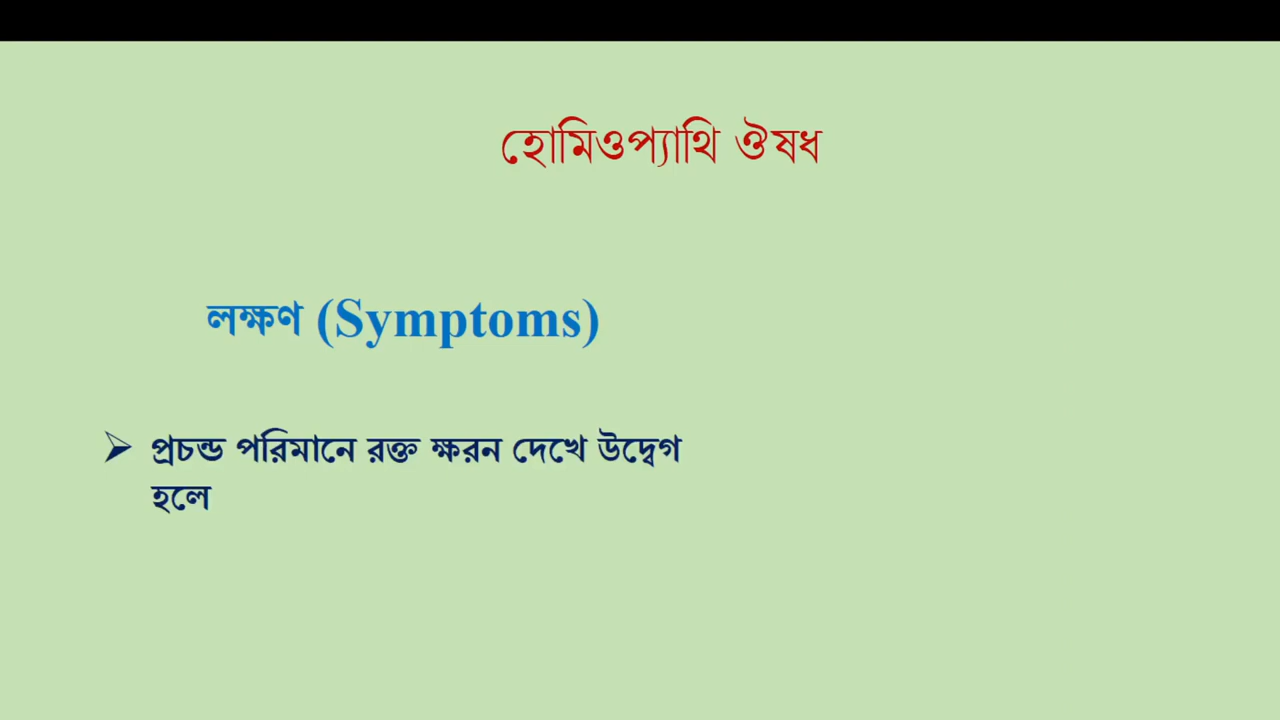 হোমিওপ্যাথি ঔষধ
লক্ষণ (Symptoms)
➢ প্রচন্ড পরিমানে রক্ত ক্ষরন দেখে উদ্বেগ
হলে